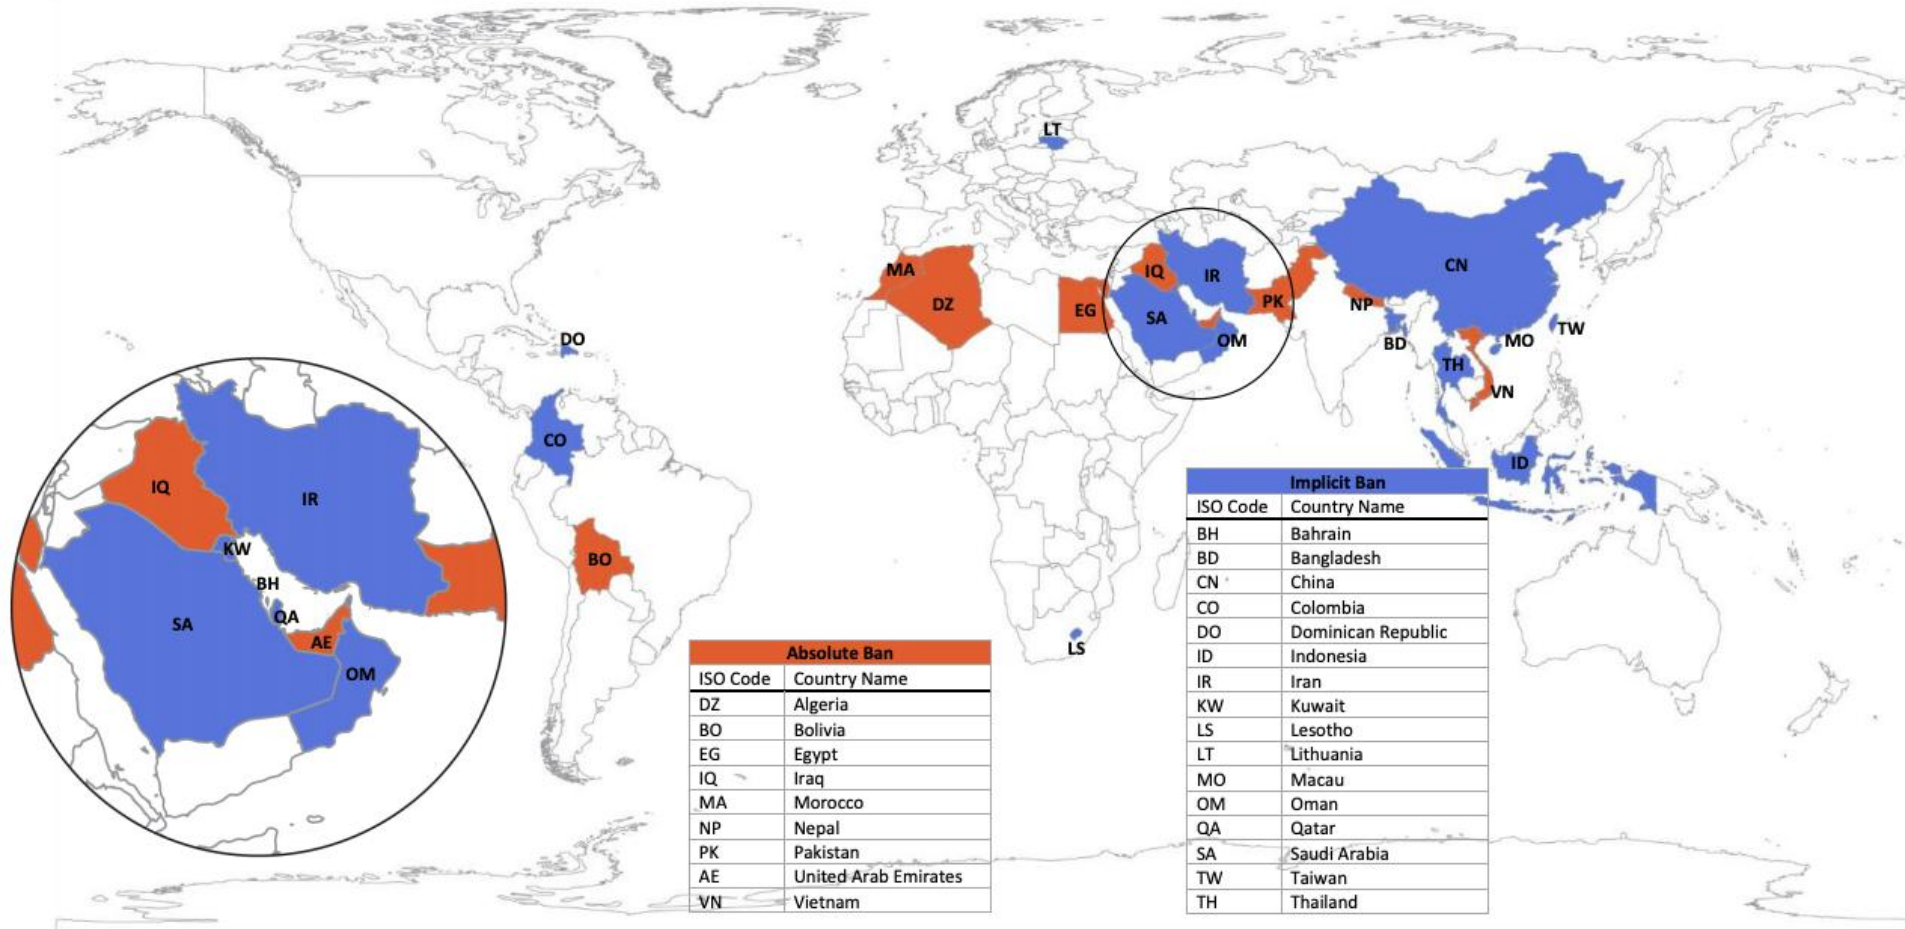 LT
MA
DZ
EG
IQ
IR
SA
OM
PK
NP
CN
BD
TW
MO
TH
VN
ID
DO
CO
BO
LS
IQ
IR
KW
BH
QA
SA
AE
OM
Absolute Ban
ISO Code Country Name
DZ Algeria
BO Bolivia
EG Egypt
IQ Iraq
MA Morocco
NP Nepal
PK Pakistan
AE United Arab Emirates
VN Vietnam
Implicit Ban
ISO Code Country Name
BH Bahrain
BD Bangladesh
CN China
CO Colombia
DO Dominican Republic
ID Indonesia
IR Iran
KW Kuwait
LS Lesotho
LT Lithuania
MO Macau
OM Oman
QA Qatar
SA Saudi Arabia
TW Taiwan
TH Thailand